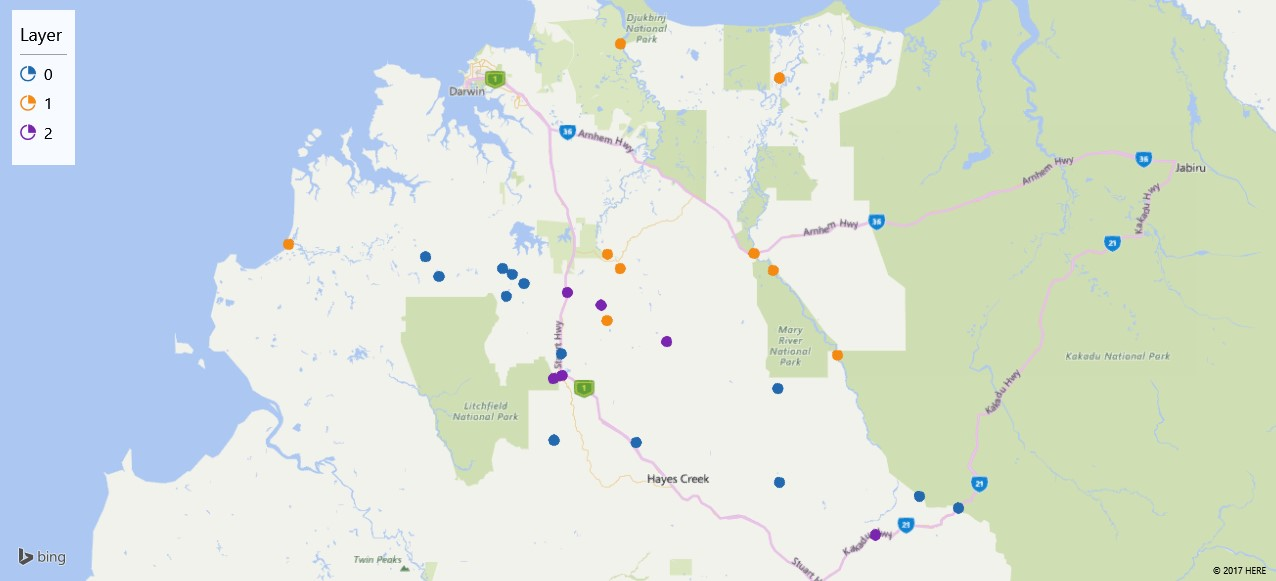 Layer
0
1
2
Djukbinj
National
Park
1
Darwin
36
Arnhem Hwy
36
Jabiru
Arnhem Hwy
Kakadu Hwy
36
Arnhem Hwy
21
Stuart Hwy
Mary
River
National
Park
Kakadu National Park
1
Kakadu Hwy
Litchfield
National Park
Hayes Creek
21
21
Kakadu Hwy
Twin Peaks
Stuart H
bing
© 2017 HERE